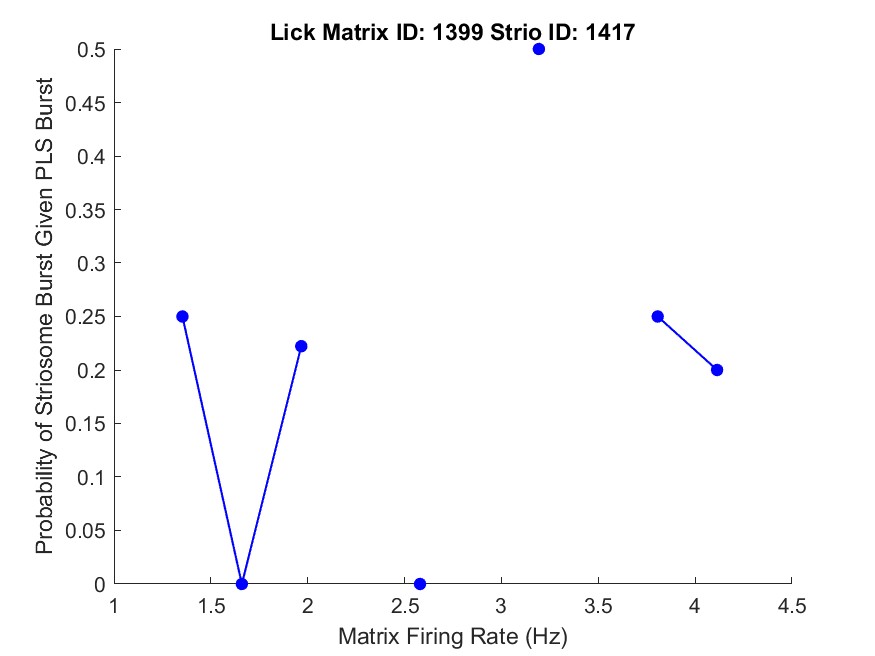 Lick Matrix ID: 1399 Strio ID: 1417
Probability of Striosome Burst Given PLS Burst
0.5
0.45
0.4
0.35
0.3
0.25
0.2
0.15
0.1
0.05
0
1 1.5 2 2.5 3 3.5 4 4.5
Matrix Firing Rate (Hz)